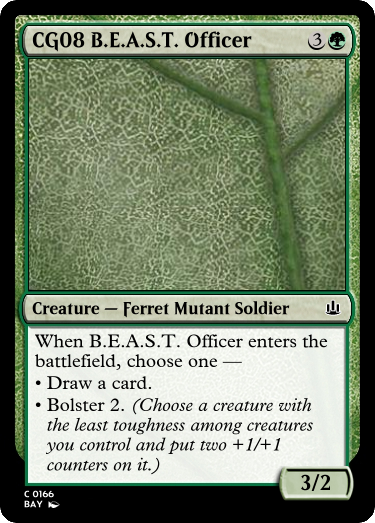 CG08 B.E.A.S.T. Officer 3
Creature — Ferret Mutant Soldier
When B.E.A.S.T. Officer enters the
battlefield, choose one —
• Draw a card.
• Bolster 2. (Choose a creature with
the least toughness among creatures
you control and put two +1/+1
counters on it.)
3/2
C 0166
BAY